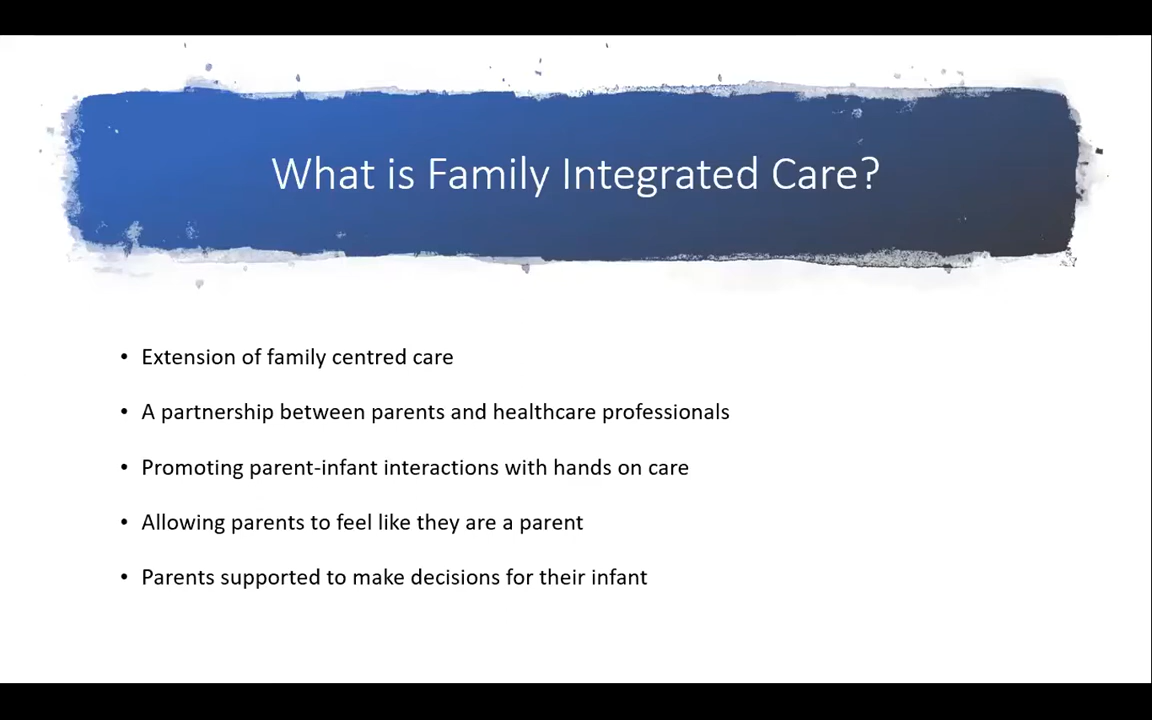 What is Family Integrated Care?
• Extension of family centred care
• A partnership between parents and healthcare professionals
• Promoting parent-infant interactions with hands on care
• Allowing parents to feel like they are a parent
• Parents supported to make decisions for their infant